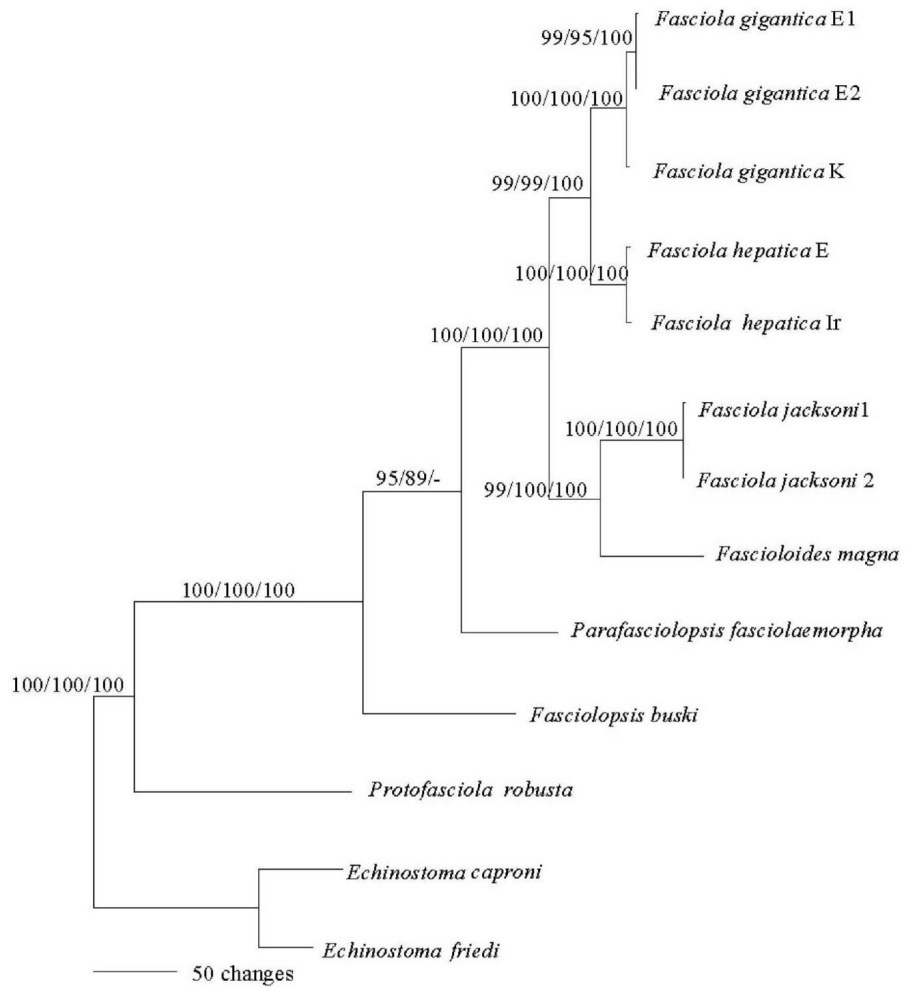 Fasciola gigantica E1
99/95/100
Fasciola gigantica E2
100/100/100
Fasciola gigantica K
99/99/100
Fasciola hepatica E
100/100/100
Fasciola hepatica Ir
100/100/100
Fasciola jacksoni1
100/100/100
95/89/-
Fasciola jacksoni 2
99/100/100
Fascioloides magna
100/100/100
Parafasciolopsis fasciolaemorpha
100/100/100
Fasciolopsis buski
Protofasciola robusta
Echinostoma caproni
Echinostoma friedi
50 changes